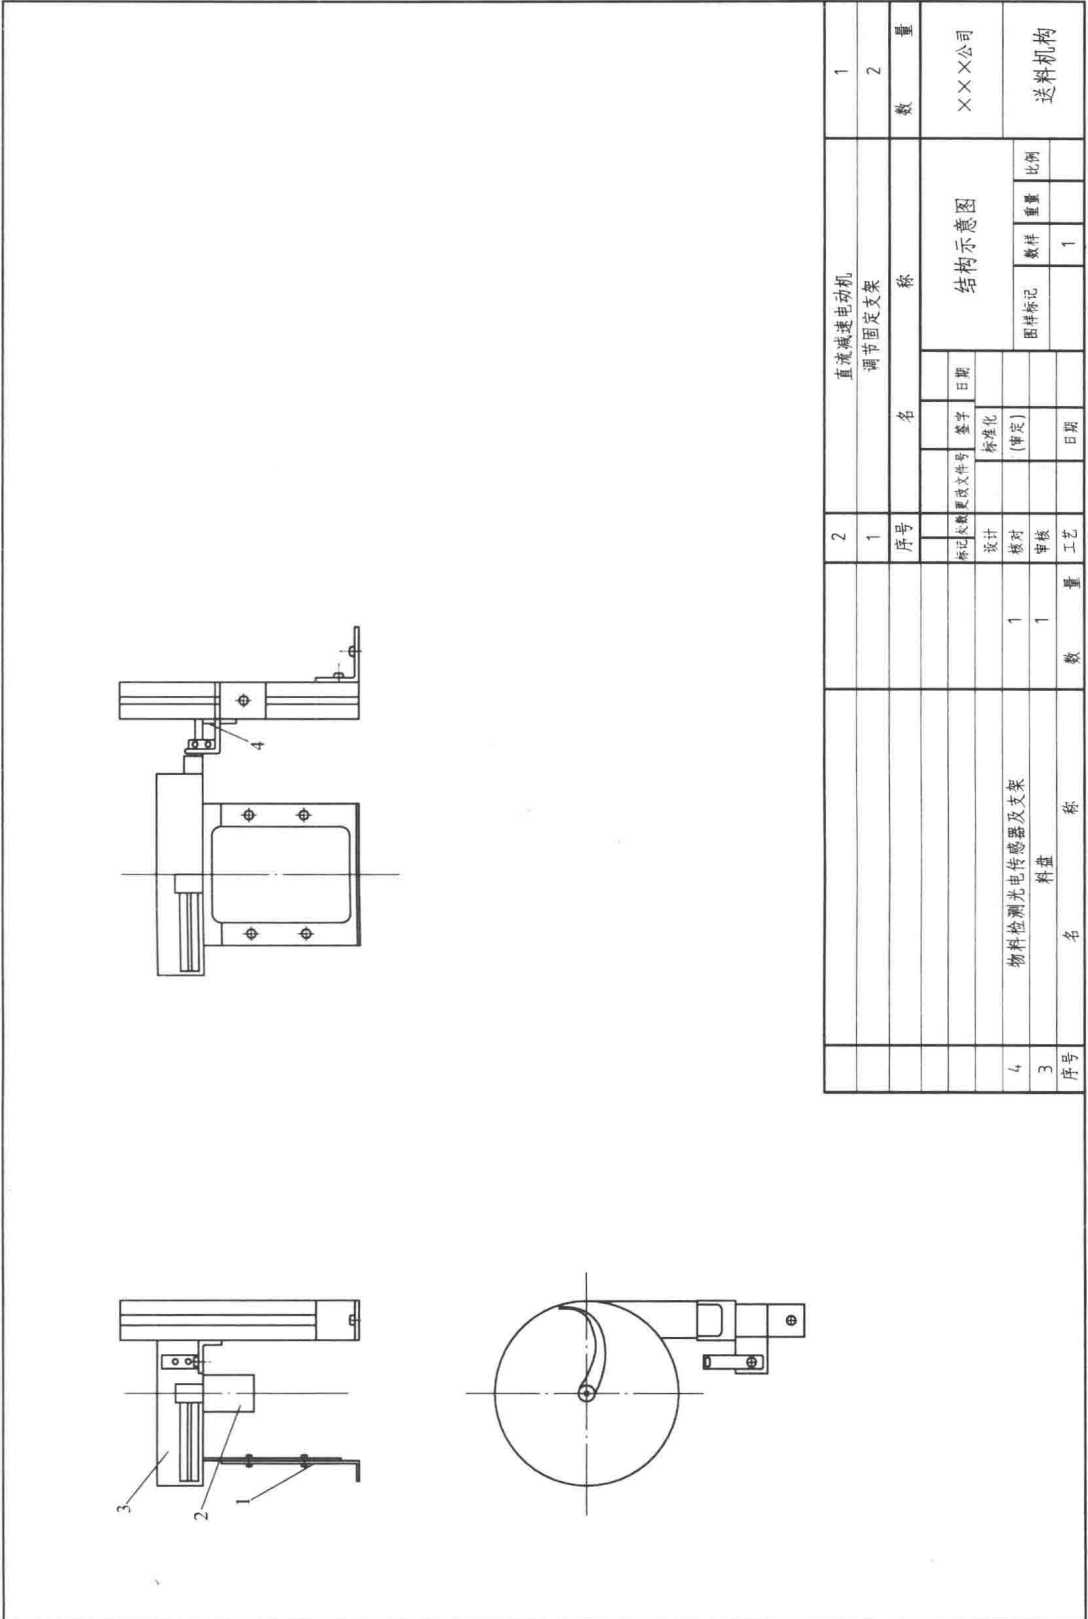 3
2
1
4
2 直流减速电动机 1
1 调节固定支架 2
序号 名 称 数 量
4 物料检测光电传感器及支架 1
3 料盘 1
序号 名 称 数 量
标记 处数 更改文件号 签字 日期
设计 标准化
核对 (审定)
审核
工艺 日期
结构示意图
图样标记 数样 重量 比例
1
×××公司
送料机构